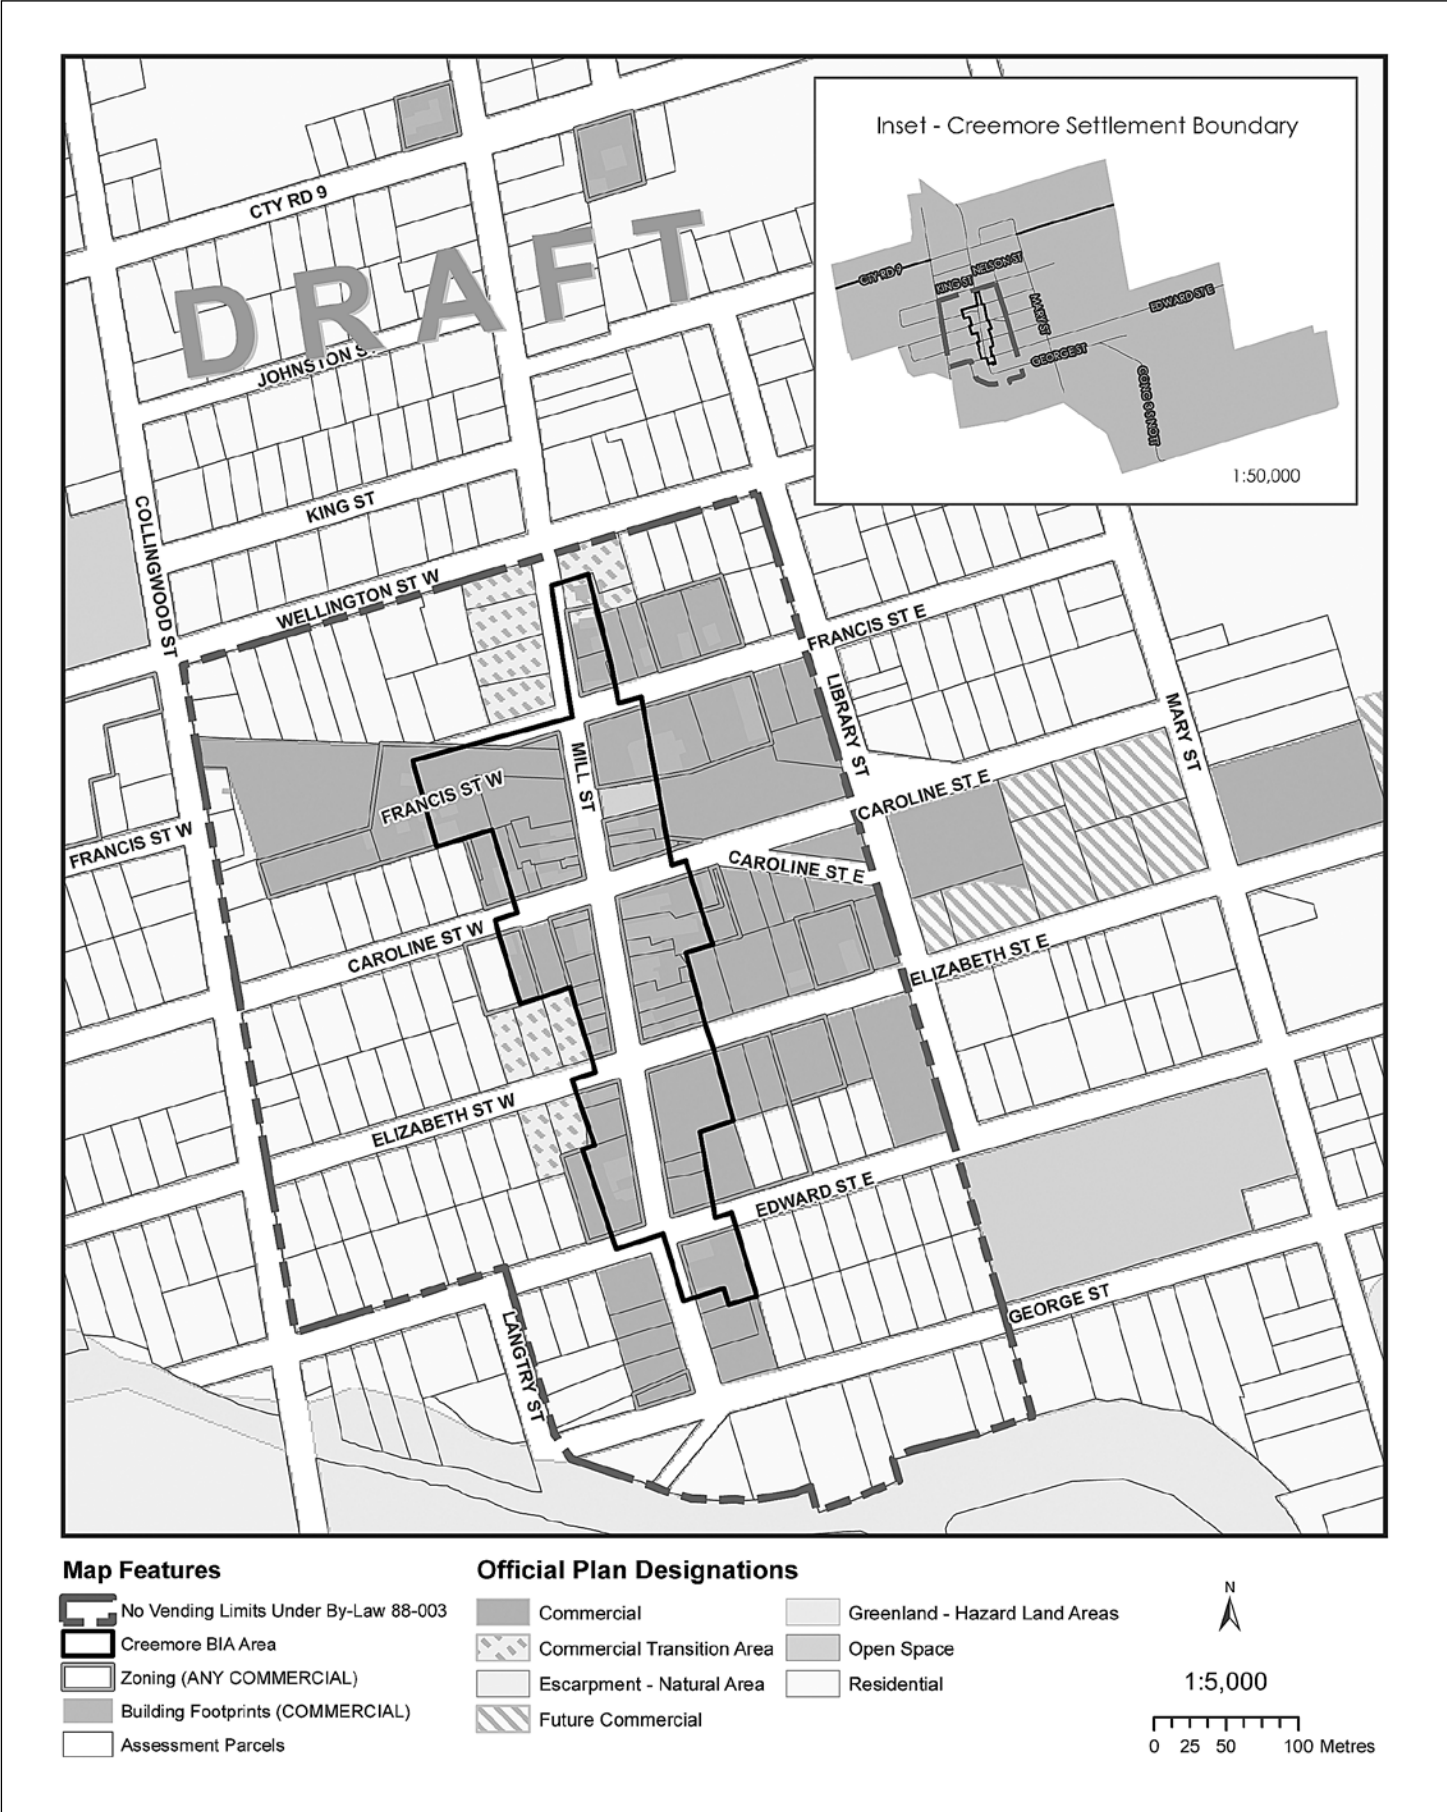 Inset - Creemore Settlement Boundary
CTY RD 9
KING ST
NELSON ST
MARY ST
EDWARD ST E
GEORGE ST
1:50,000
CTY RD 9
DRAFT
JOHNSTON ST
COLLINGWOOD ST
KING ST
WELLINGTON ST W
FRANCIS ST E
LIBRARY ST
MARY ST
MILL ST
FRANCIS ST W
FRANCIS ST W
CAROLINE ST E
CAROLINE ST E
CAROLINE ST W
ELIZABETH ST E
ELIZABETH ST W
EDWARD ST E
GEORGE ST
LANGTRY ST
Map Features
No Vending Limits Under By-Law 88-003
Creemore BIA Area
Zoning (ANY COMMERCIAL)
Building Footprints (COMMERCIAL)
Assessment Parcels
Official Plan Designations
Commercial
Commercial Transition Area
Escarpment - Natural Area
Future Commercial
Greenland - Hazard Land Areas
Open Space
Residential
N
1:5,000
0 25 50 100 Metres